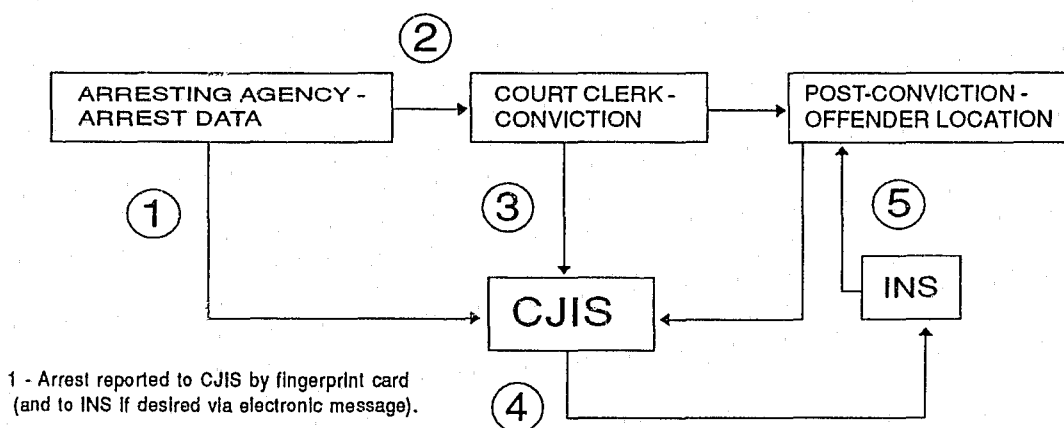 2
ARRESTING AGENCY -
ARREST DATA
COURT CLERK -
CONVICTION
POST-CONVICTION -
OFFENDER LOCATION
1
3
5
INS
CJIS
4
1 - Arrest reported to CJIS by fingerprint card
(and to INS if desired via electronic message).